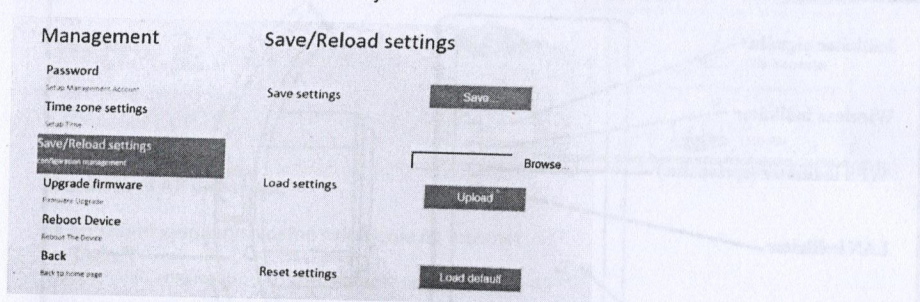 Management
Password
Setup Management Account
Time zone settings
Setup Time
Save/Reload settings
configuration management
Upgrade firmware
Firmware Upgrade
Reboot Device
Reboot The Device
Back
Back to home page
Save/Reload settings
Save settings
Save...
Browse...
Load settings
Upload
Reset settings
Load default